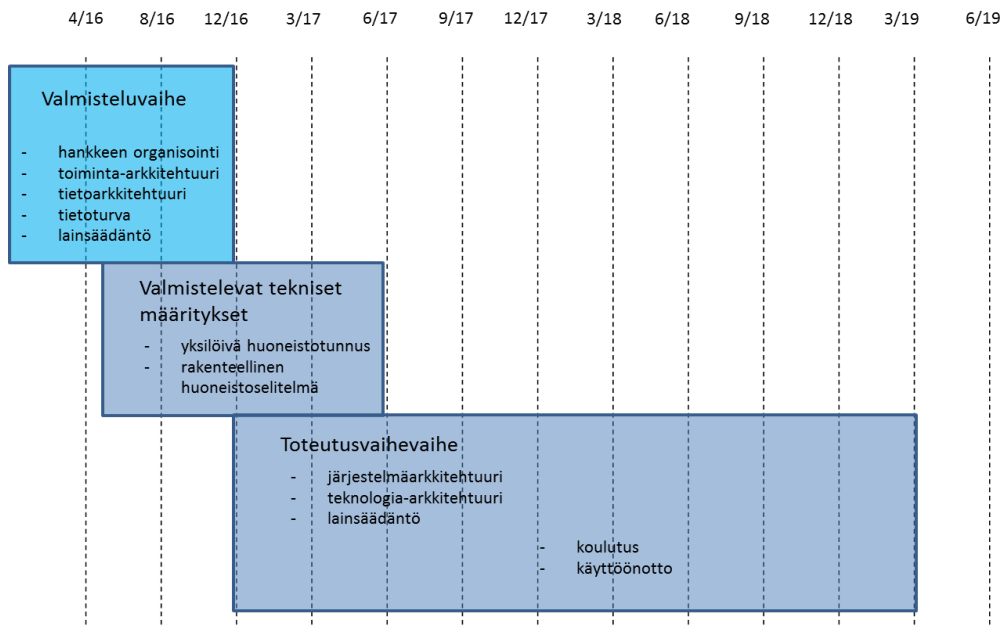 4/16 8/16 12/16 3/17 6/17 9/17 12/17 3/18 6/18 9/18 12/18 3/19 6/19
Valmisteluvaihe
- hankkeen organisointi
- toiminta-arkkitehtuuri
- tietoarkkitehtuuri
- tietoturva
- lainsäädäntö
Valmistelevat tekniset
määritykset
- yksilöivä huoneistotunnus
- rakenteellinen
huoneistoselitelmä
Toteutusvaihevaihe
- järjestelmäarkkitehtuuri
- teknologia-arkkitehtuuri
- lainsäädäntö
- koulutus
- käyttöönotto